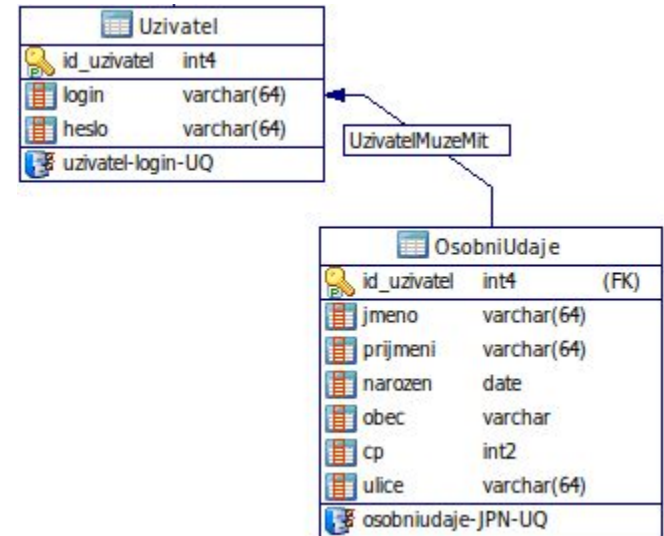 Uzivatel
id_uzivatel int4
login varchar(64)
heslo varchar(64)
uzivatel-login-UQ
UzivatelMuzeMit
OsobniUdaje
id_uzivatel int4 (FK)
jmeno varchar(64)
prijmeni varchar(64)
narozen date
obec varchar
cp int2
ulice varchar(64)
osobniudaje-JPN-UQ